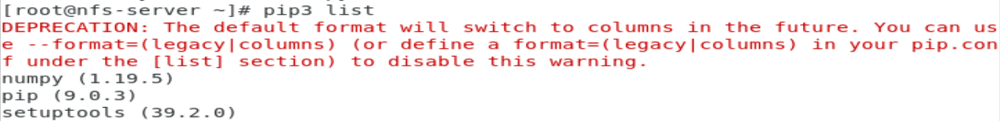 [root@nfs-server ~]# pip3 list
DEPRECATION: The default format will switch to columns in the future. You can us
e --format=(legacy|columns) (or define a format=(legacy|columns) in your pip.con
f under the [list] section) to disable this warning.
numpy (1.19.5)
pip (9.0.3)
setuptools (39.2.0)